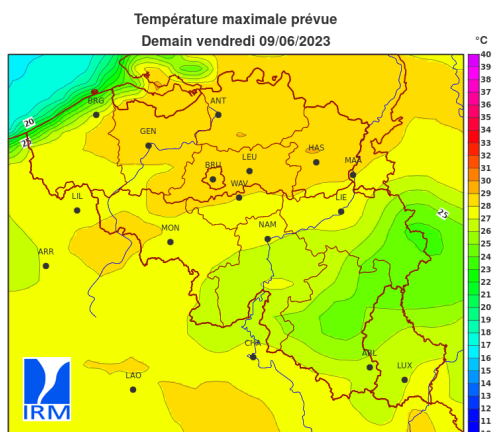 Température maximale prévue
Demain vendredi 09/06/2023
°C
40
39
38
37
36
35
34
33
32
31
30
29
28
27
26
25
24
23
22
21
20
19
18
17
16
15
14
13
12
11
BRG
ANT
20
GEN
LEU
HAS
BRU
MAA
WAV
LIL
LIE
25
NAM
MON
ARR
CHA
ARL
LUX
LAO
IRM